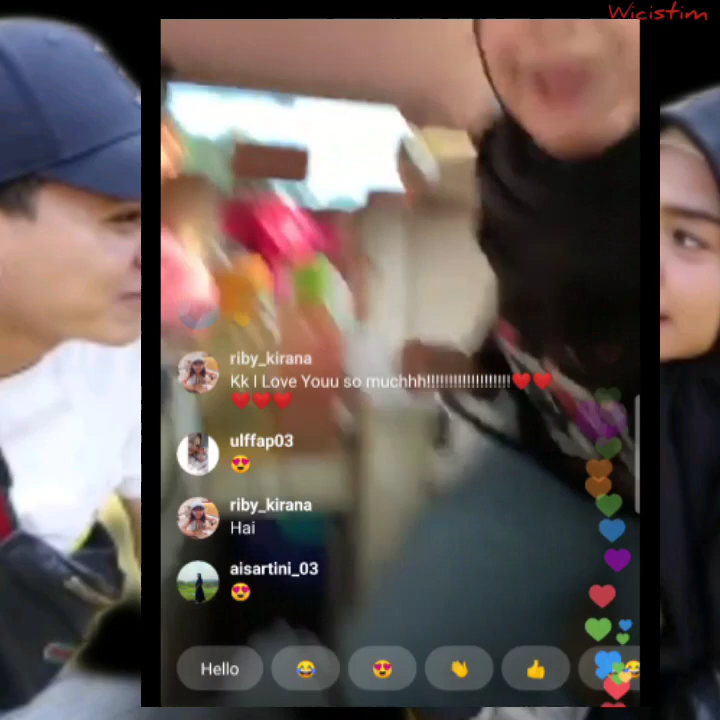 Wicistim
riby_kirana
Kk I Love Youu so muchhh!!!!!!!!!!!!!!!!!!!!❤️❤️
❤️❤️❤️
ulffap03
😍
riby_kirana
Hai
aisartini_03
😍
Hello 😂 😍 👏 👍 😂